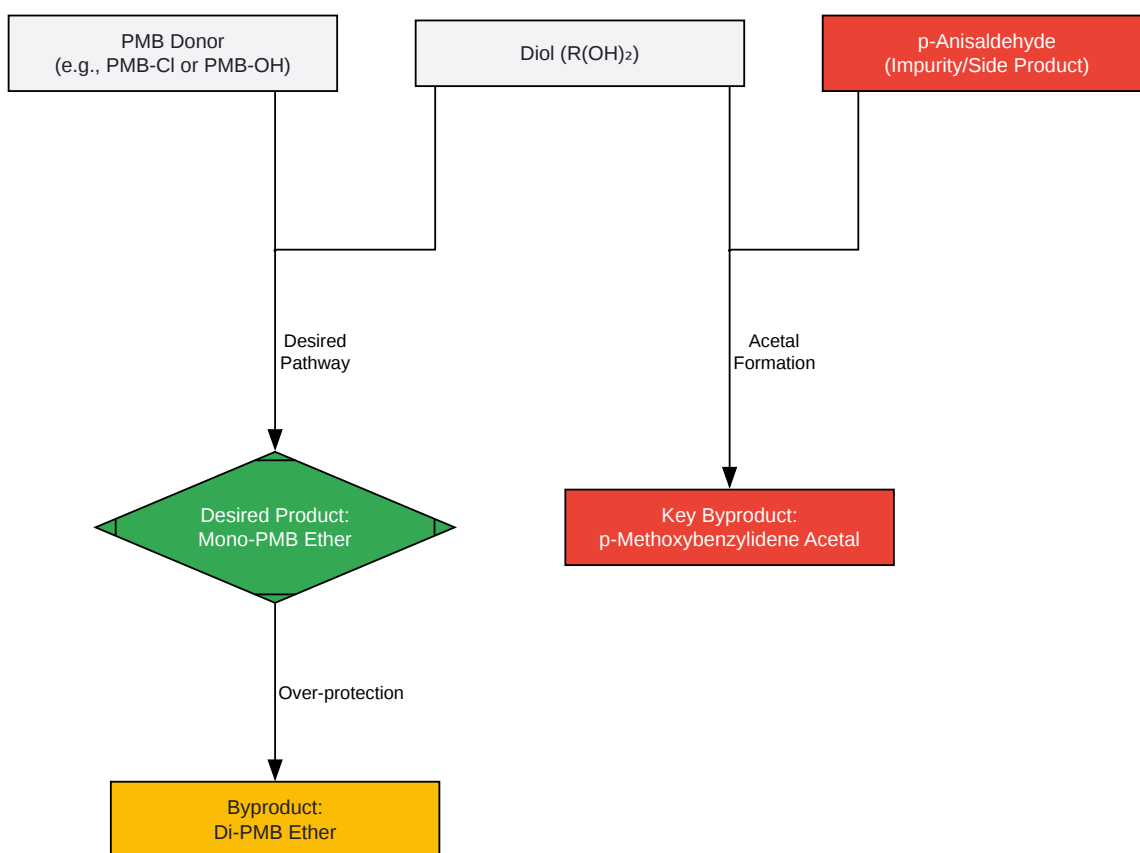 PMB Donor
(e.g., PMB-Cl or PMB-OH)
Diol (R(OH)₂)
p-Anisaldehyde
(Impurity/Side Product)
Desired
Pathway
Acetal
Formation
Desired Product:
Mono-PMB Ether
Key Byproduct:
p-Methoxybenzylidene Acetal
Over-protection
Byproduct:
Di-PMB Ether